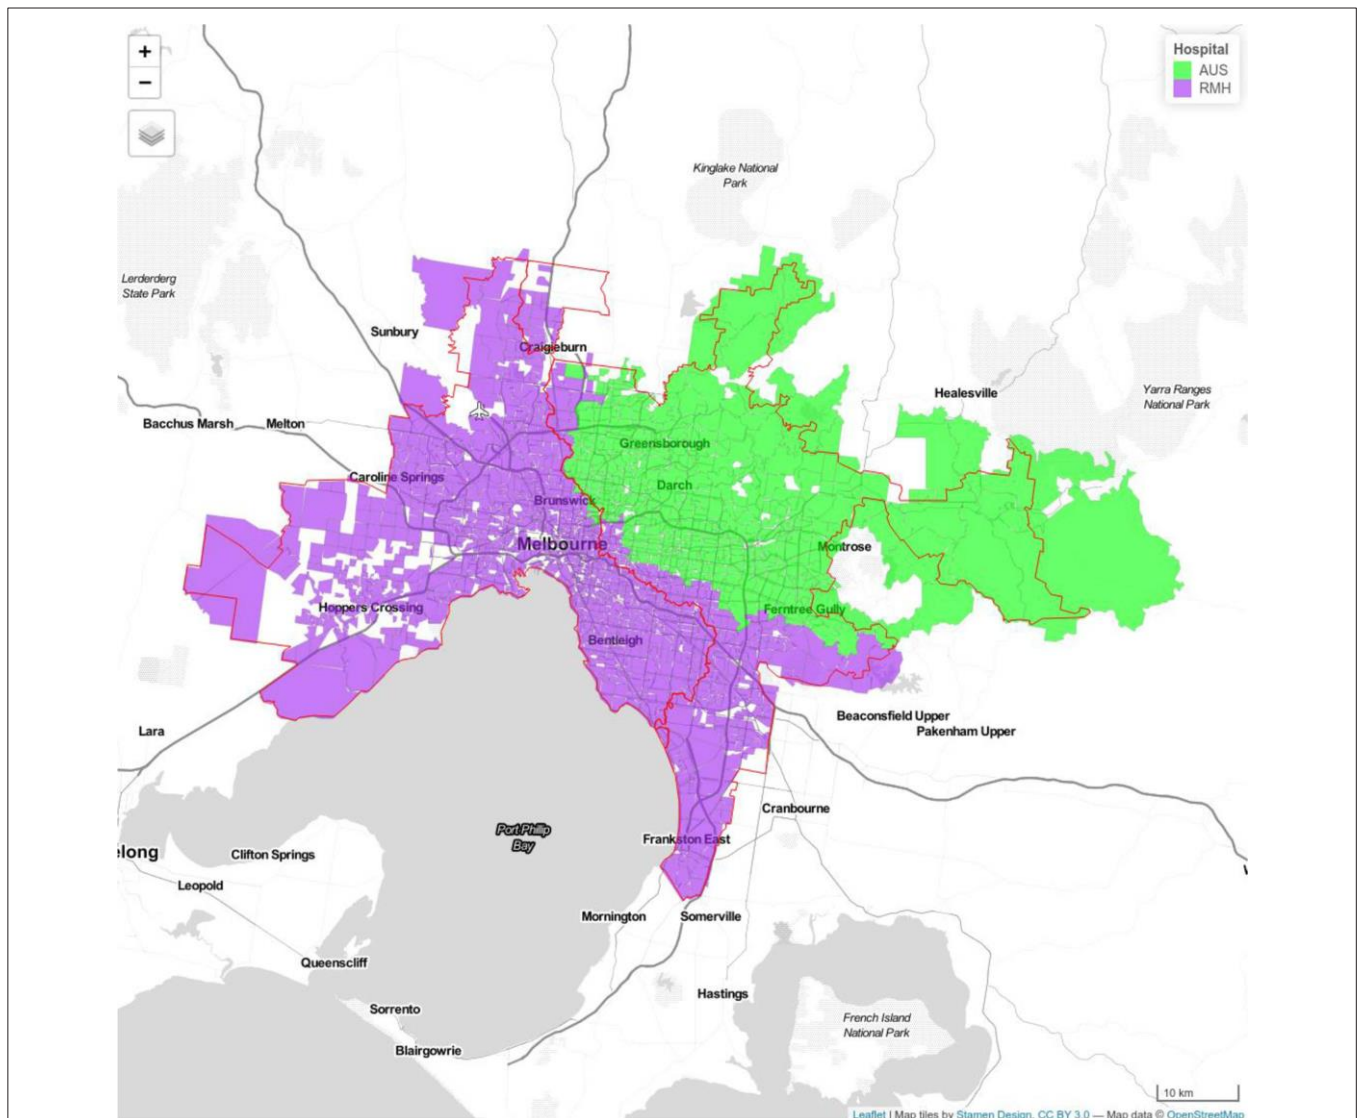 +
−
Hospital
AUS
RMH
Kinglake National
Park
Lerderderg
State Park
Sunbury
Craigieburn
Healesville
Yarra Ranges
National Park
Bacchus Marsh
Melton
Greensborough
Caroline Springs
Darch
Brunswick
Melbourne
Montrose
Hoppers Crossing
Ferntree Gully
Bentleigh
Beaconsfield Upper
Pakenham Upper
Lara
Cranbourne
Port Phillip
Bay
Frankston East
elong
Clifton Springs
Leopold
Mornington
Somerville
Queenscliff
Hastings
Sorrento
French Island
National Park
Blairgowrie
10 km
Leaflet | Map tiles by Stamen Design, CC BY 3.0 — Map data © OpenStreetMap